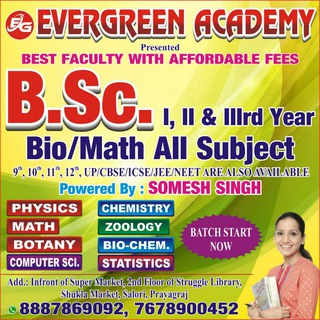 EG EVERGREEN ACADEMY
Presented
BEST FACULTY WITH AFFORDABLE FEES
B.Sc. I, II & IIIrd Year
Bio/Math All Subject
9th, 10th, 11th, 12th, UP/CBSE/ICSE/JEE/NEET ARE ALSO AVAILABLE
Powered By : SOMESH SINGH
PHYSICS CHEMISTRY
MATH ZOOLOGY
BOTANY BIO-CHEM.
COMPUTER SCI. STATISTICS
BATCH START
NOW
Add.: Infront of Super Market, 2nd Floor of Struggle Library,
Shukla Market, Salori, Prayagraj
8887869092, 7678900452